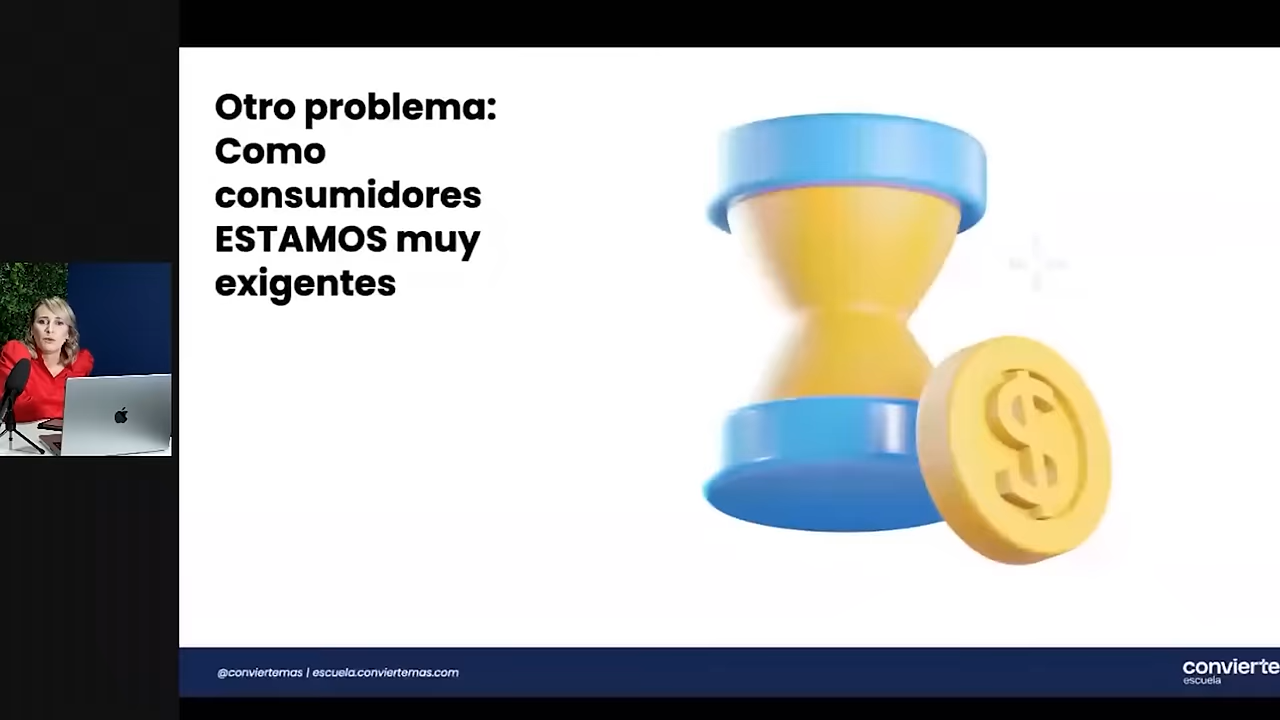 Otro problema:
Como
consumidores
ESTAMOS muy
exigentes
@conviertemas | escuela.conviertemas.com
convierte
escuela